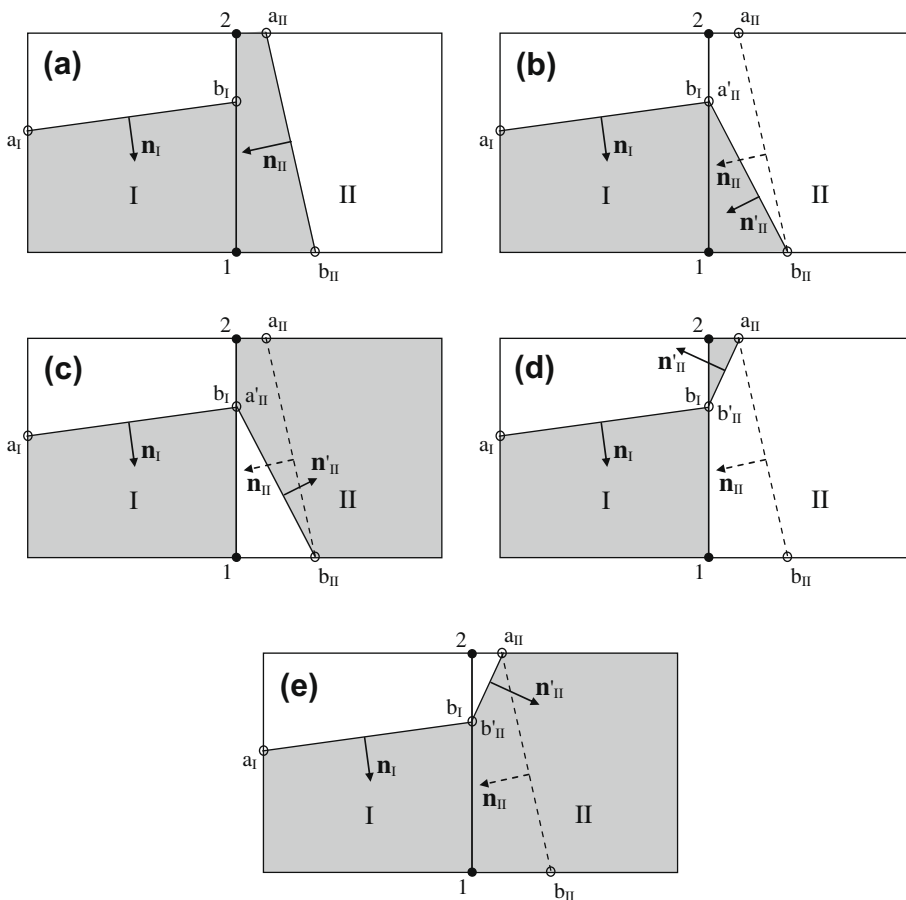 (a)
2
a_II
b_I
a_I
n_I
n_II
I
II
1
b_II
(b)
2
a_II
b_I a'_II
a_I
n_I
n_II
n'_II
I
II
1
b_II
(c)
2
a_II
b_I a'_II
a_I
n_I
n_II
n'_II
I
II
1
b_II
(d)
2
a_II
n'_II
b_I
b'_II
a_I
n_I
n_II
I
II
1
b_II
(e)
2
a_II
n'_II
b_I
b'_II
a_I
n_I
n_II
I
II
1
b_II